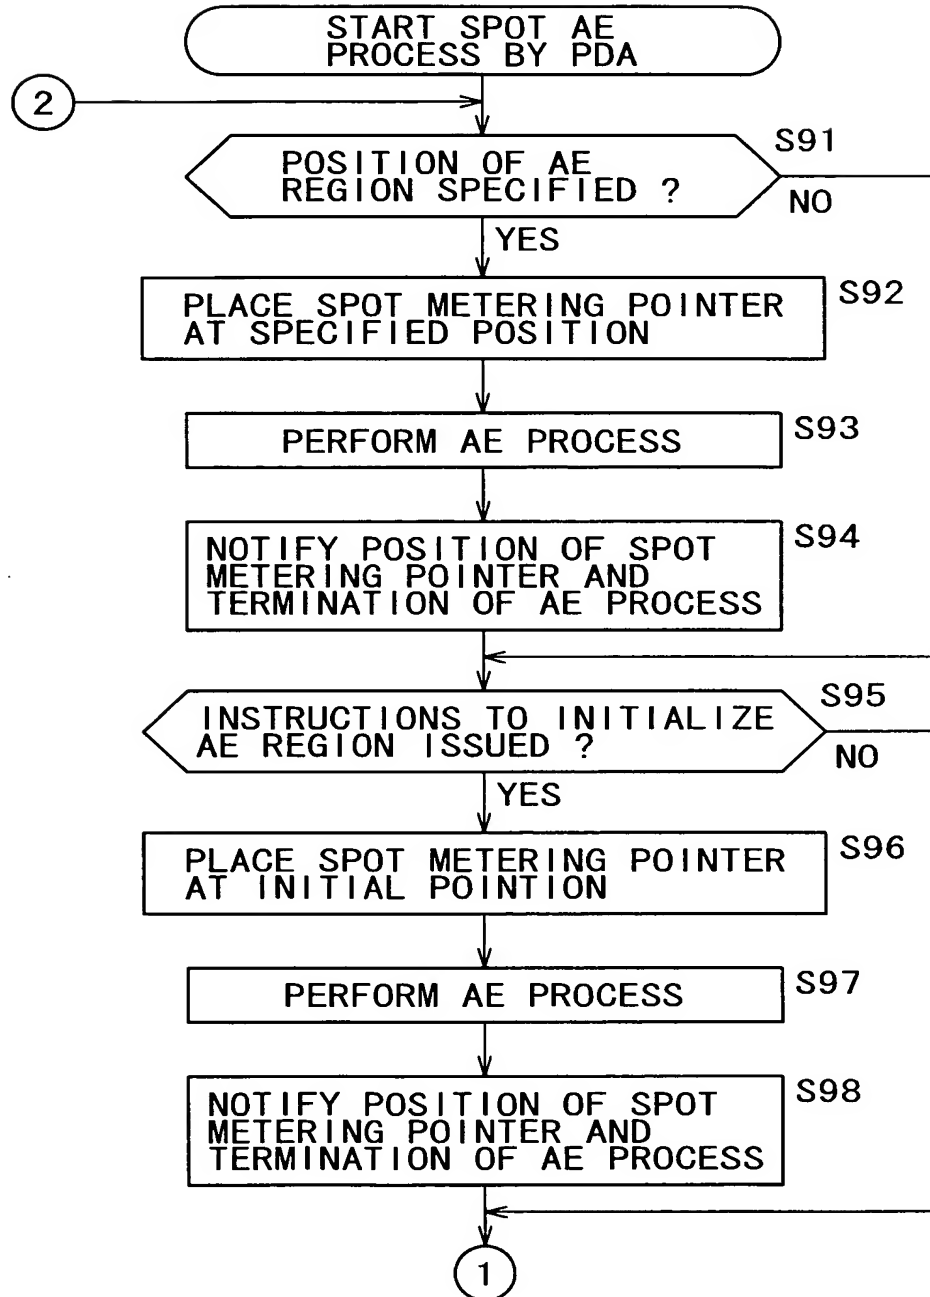 START SPOT AE
PROCESS BY PDA
2
POSITION OF AE
REGION SPECIFIED ?
S91
NO
YES
PLACE SPOT METERING POINTER
AT SPECIFIED POSITION
S92
PERFORM AE PROCESS
S93
NOTIFY POSITION OF SPOT
METERING POINTER AND
TERMINATION OF AE PROCESS
S94
INSTRUCTIONS TO INITIALIZE
AE REGION ISSUED ?
S95
NO
YES
PLACE SPOT METERING POINTER
AT INITIAL POINTION
S96
PERFORM AE PROCESS
S97
NOTIFY POSITION OF SPOT
METERING POINTER AND
TERMINATION OF AE PROCESS
S98
1